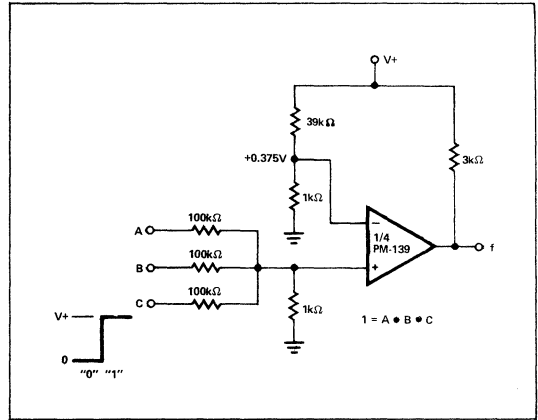 V+
39kΩ
+0.375V
3kΩ
1kΩ
100kΩ
A
−
1/4
PM-139
+
f
100kΩ
B
100kΩ
C
1kΩ
1 = A • B • C
V+
0
"0" "1"